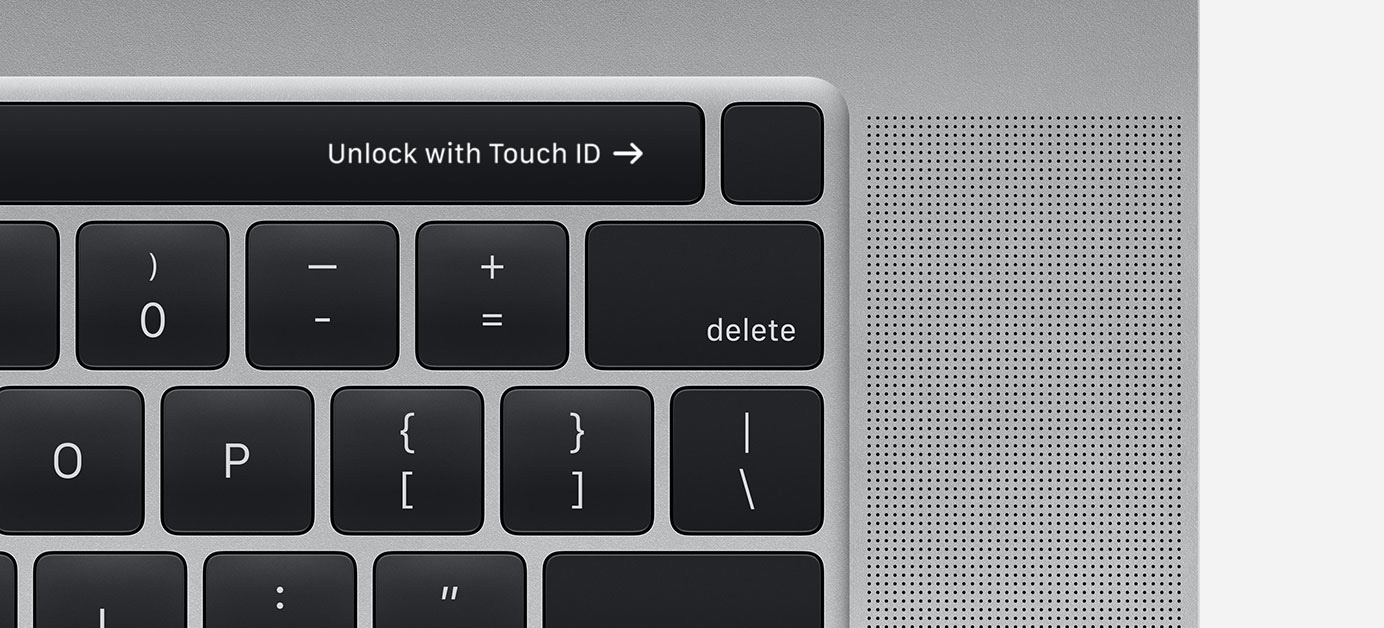 Unlock with Touch ID →
) — +
0 - = delete
{ } |
O P [ ] \
: "